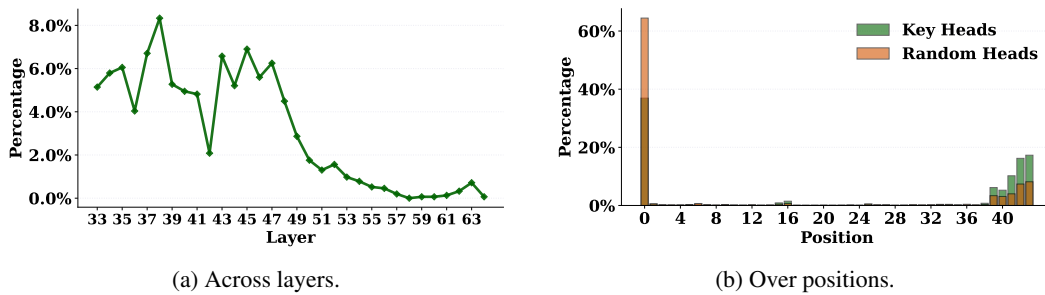 8.0%
6.0%
4.0%
2.0%
0.0%
Percentage
33 35 37 39 41 43 45 47 49 51 53 55 57 59 61 63
Layer
(a) Across layers.
60%
40%
20%
0%
Percentage
Key Heads
Random Heads
0 4 8 12 16 20 24 28 32 36 40
Position
(b) Over positions.